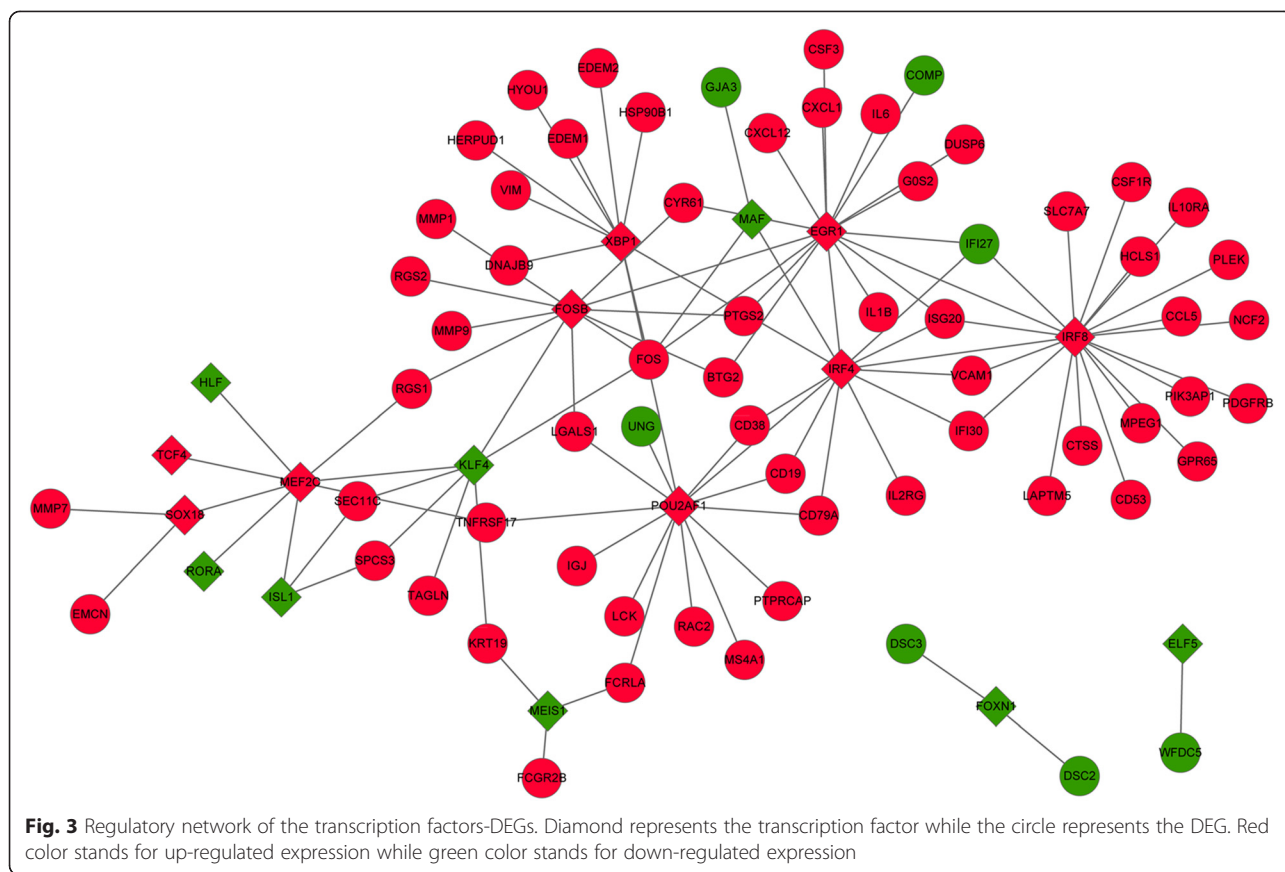 CSF3
EDEM2
COMP
GJA3
HYOU1
CXCL1
IL6
HSP90B1
CXCL12
HERPUD1
EDEM1
DUSP6
G0S2
CSF1R
VIM
SLC7A7
IL10RA
CYR61
MMP1
MAF
EGR1
XBP1
IFI27
HCLS1
PLEK
DNAJB9
RGS2
FOSB
PTGS2
IL1B
ISG20
CCL5
NCF2
MMP9
IRF8
FOS
IRF4
BTG2
VCAM1
HLF
RGS1
PIK3AP1
PDGFRB
LGALS1
UNG
CD38
IFI30
MPEG1
CTSS
TCF4
KLF4
CD19
GPR65
MEF2C
SEC11C
IL2RG
LAPTM5
CD53
MMP7
SOX18
POU2AF1
CD79A
TNFRSF17
SPCS3
IGJ
RORA
ISL1
TAGLN
PTPRCAP
EMCN
LCK
RAC2
KRT19
DSC3
ELF5
MS4A1
FCRLA
MEIS1
FOXN1
WFDC5
FCGR2B
DSC2
Fig. 3 Regulatory network of the transcription factors-DEGs. Diamond represents the transcription factor while the circle represents the DEG. Red
color stands for up-regulated expression while green color stands for down-regulated expression